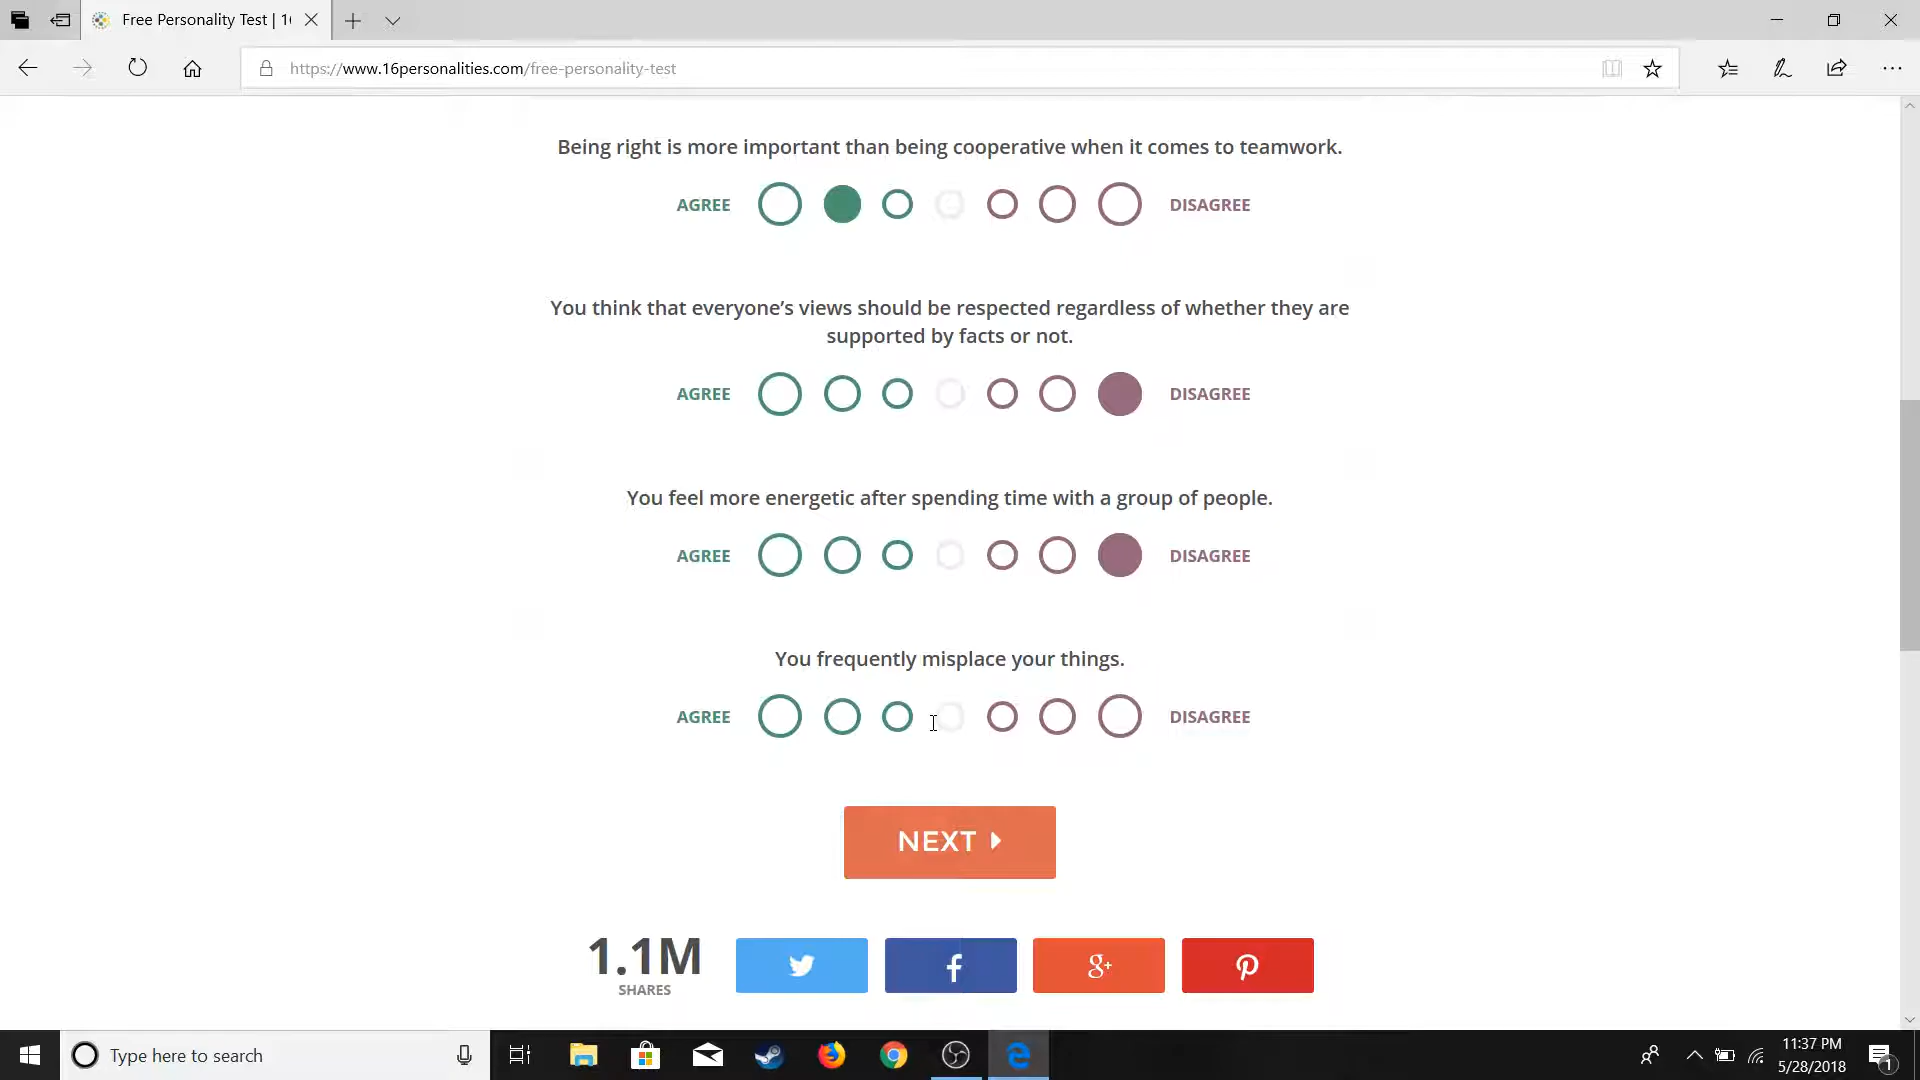 Free Personality Test | 1
https://www.16personalities.com/free-personality-test
Being right is more important than being cooperative when it comes to teamwork.
AGREE DISAGREE
You think that everyone’s views should be respected regardless of whether they are
supported by facts or not.
AGREE DISAGREE
You feel more energetic after spending time with a group of people.
AGREE DISAGREE
You frequently misplace your things.
AGREE DISAGREE
NEXT
1.1M
SHARES
g+
Type here to search
11:37 PM
5/28/2018
1